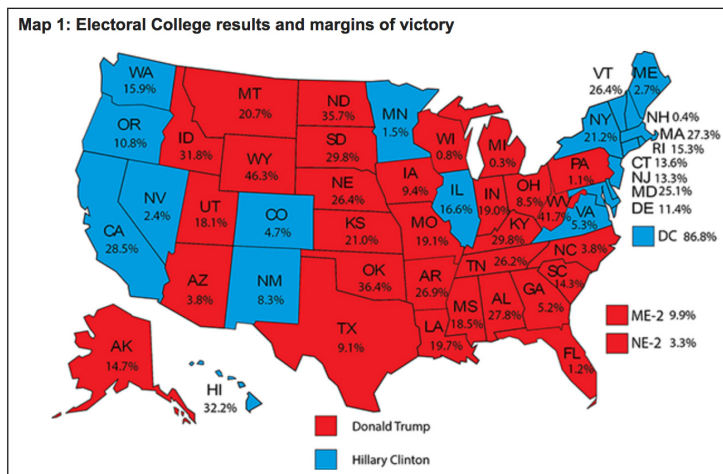 Map 1: Electoral College results and margins of victory
WA
15.9%
OR
10.8%
CA
28.5%
NV
2.4%
ID
31.8%
MT
20.7%
WY
46.3%
UT
18.1%
CO
4.7%
AZ
3.8%
NM
8.3%
ND
35.7%
SD
29.8%
NE
26.4%
KS
21.0%
OK
36.4%
TX
9.1%
MN
1.5%
IA
9.4%
MO
19.1%
AR
26.9%
LA
19.7%
WI
0.8%
IL
16.6%
MI
0.3%
IN
19.0%
OH
8.5%
KY
29.8%
TN 26.2%
MS
18.5%
AL
27.8%
GA
5.2%
FL
1.2%
SC
14.3%
NC 3.8%
VA
5.3%
WV
41.7%
PA
1.1%
NY
21.2%
VT
26.4%
ME
2.7%
NH 0.4%
MA 27.3%
RI 15.3%
CT 13.6%
NJ 13.3%
MD 25.1%
DE 11.4%
DC 86.8%
ME-2 9.9%
NE-2 3.3%
AK
14.7%
HI
32.2%
Donald Trump
Hillary Clinton